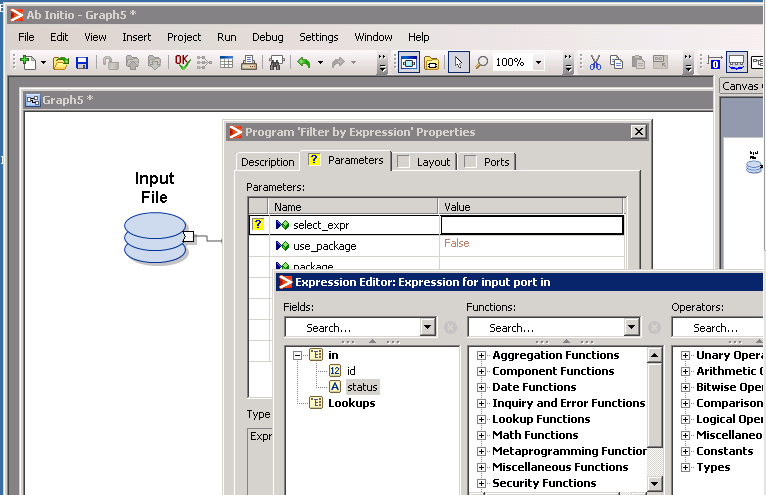 Ab Initio - Graph5 *
File Edit View Insert Project Run Debug Settings Window Help
OK 100%
Graph5 *
Canvas
Program 'Filter by Expression' Properties
Description Parameters Layout Ports
Input
File
Parameters:
Name Value
select_expr
use_package False
package
Expression Editor: Expression for input port in
Fields: Functions: Operators:
Search... Search... Search...
in Aggregation Functions Unary Opera
12 id Component Functions Arithmetic O
A status Date Functions Bitwise Ope
Lookups Inquiry and Error Functions Comparison
Lookup Functions Logical Oper
Math Functions Miscellaneo
Metaprogramming Function Constants
Miscellaneous Functions Types
Security Functions
Type
Expr